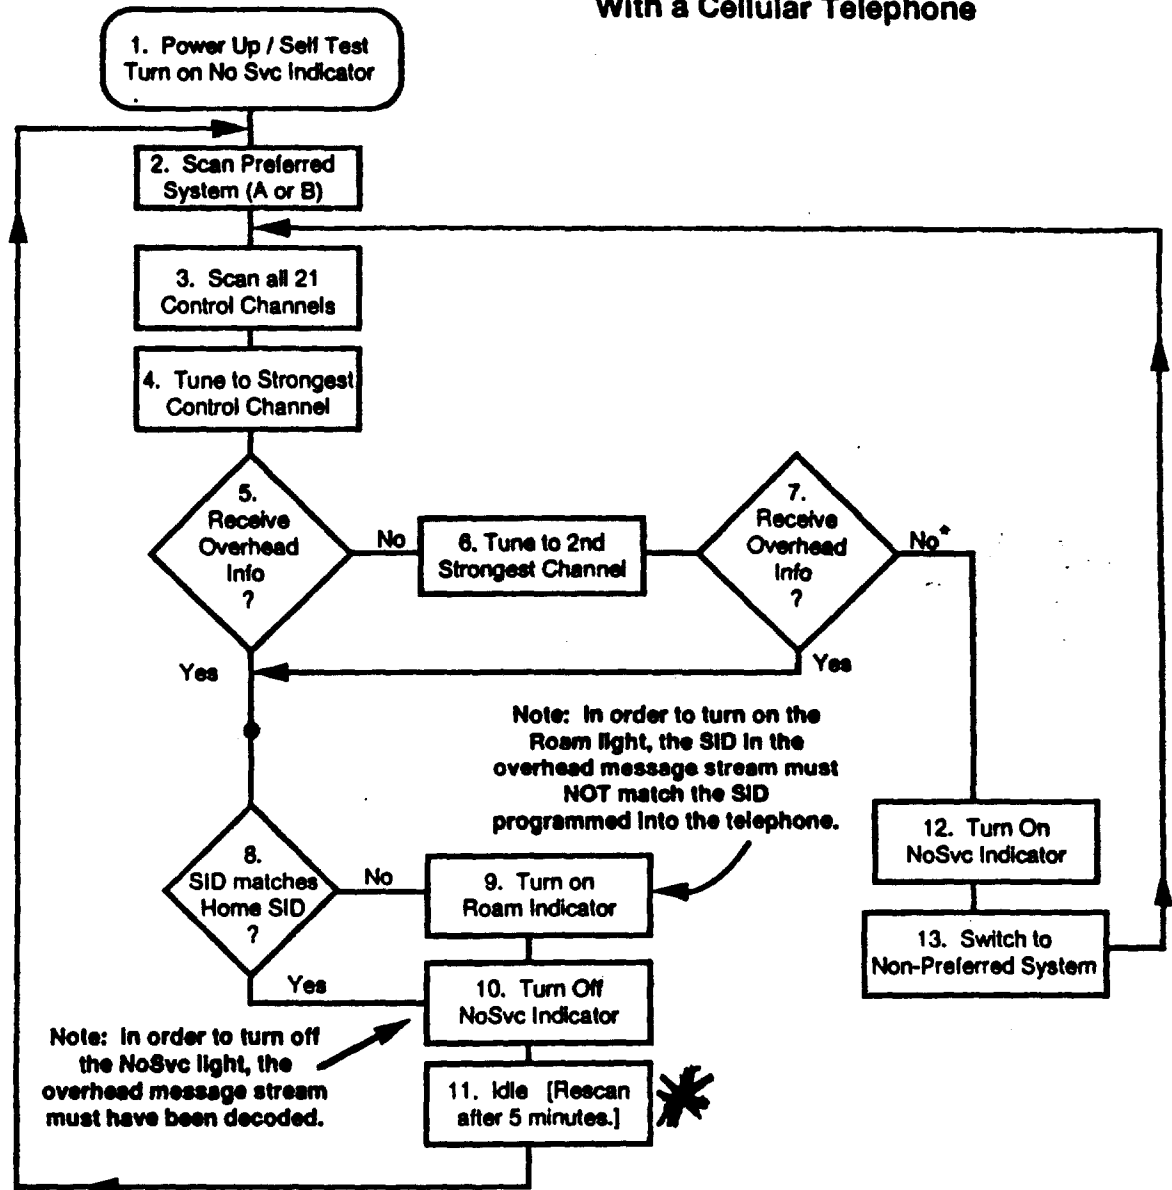 With a Cellular Telephone
1. Power Up / Self Test
Turn on No Svc Indicator
2. Scan Preferred
System (A or B)
3. Scan all 21
Control Channels
4. Tune to Strongest
Control Channel
5.
Receive
Overhead
Info
?
No
6. Tune to 2nd
Strongest Channel
7.
Receive
Overhead
Info
?
No*
Yes
Yes
Note: In order to turn on the
Roam light, the SID in the
overhead message stream must
NOT match the SID
programmed into the telephone.
8.
SID matches
Home SID
?
No
9. Turn on
Roam Indicator
12. Turn On
NoSvc Indicator
13. Switch to
Non-Preferred System
Yes
10. Turn Off
NoSvc Indicator
Note: In order to turn off
the NoSvc light, the
overhead message stream
must have been decoded.
11. Idle [Rescan
after 5 minutes.]